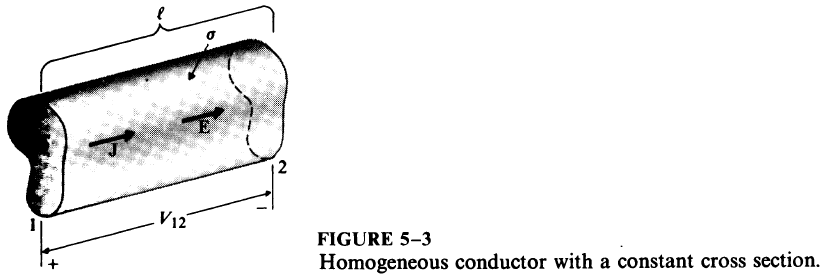 ℓ
σ
E
J
2
1
V₁₂
−
+
FIGURE 5–3
Homogeneous conductor with a constant cross section.